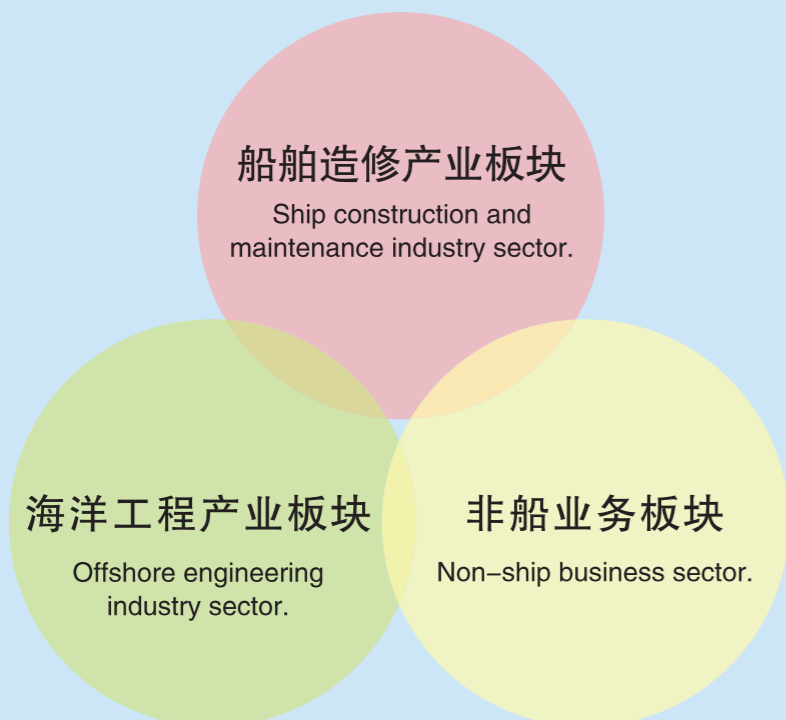 船舶造修产业板块
Ship construction and
maintenance industry sector.
海洋工程产业板块
Offshore engineering
industry sector.
非船业务板块
Non–ship business sector.